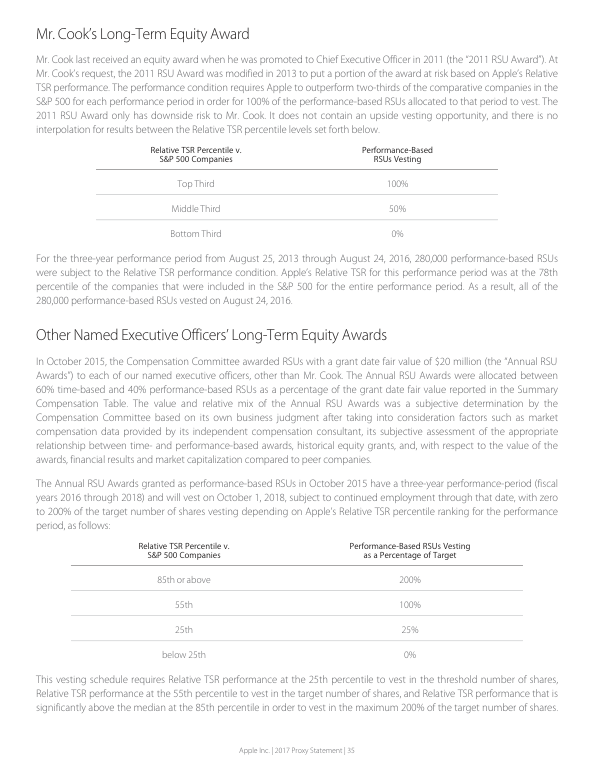 Mr. Cook’s Long-Term Equity Award
Mr. Cook last received an equity award when he was promoted to Chief Executive Officer in 2011 (the “2011 RSU Award”). At
Mr. Cook’s request, the 2011 RSU Award was modified in 2013 to put a portion of the award at risk based on Apple’s Relative
TSR performance. The performance condition requires Apple to outperform two-thirds of the comparative companies in the
S&P 500 for each performance period in order for 100% of the performance-based RSUs allocated to that period to vest. The
2011 RSU Award only has downside risk to Mr. Cook. It does not contain an upside vesting opportunity, and there is no
interpolation for results between the Relative TSR percentile levels set forth below.
Relative TSR Percentile v. Performance-Based
S&P 500 Companies RSUs Vesting
Top Third 100%
Middle Third 50%
Bottom Third 0%
For the three-year performance period from August 25, 2013 through August 24, 2016, 280,000 performance-based RSUs
were subject to the Relative TSR performance condition. Apple’s Relative TSR for this performance period was at the 78th
percentile of the companies that were included in the S&P 500 for the entire performance period. As a result, all of the
280,000 performance-based RSUs vested on August 24, 2016.
Other Named Executive Officers’ Long-Term Equity Awards
In October 2015, the Compensation Committee awarded RSUs with a grant date fair value of $20 million (the “Annual RSU
Awards”) to each of our named executive officers, other than Mr. Cook. The Annual RSU Awards were allocated between
60% time-based and 40% performance-based RSUs as a percentage of the grant date fair value reported in the Summary
Compensation Table. The value and relative mix of the Annual RSU Awards was a subjective determination by the
Compensation Committee based on its own business judgment after taking into consideration factors such as market
compensation data provided by its independent compensation consultant, its subjective assessment of the appropriate
relationship between time- and performance-based awards, historical equity grants, and, with respect to the value of the
awards, financial results and market capitalization compared to peer companies.
The Annual RSU Awards granted as performance-based RSUs in October 2015 have a three-year performance-period (fiscal
years 2016 through 2018) and will vest on October 1, 2018, subject to continued employment through that date, with zero
to 200% of the target number of shares vesting depending on Apple’s Relative TSR percentile ranking for the performance
period, as follows:
Relative TSR Percentile v. Performance-Based RSUs Vesting
S&P 500 Companies as a Percentage of Target
85th or above 200%
55th 100%
25th 25%
below 25th 0%
This vesting schedule requires Relative TSR performance at the 25th percentile to vest in the threshold number of shares,
Relative TSR performance at the 55th percentile to vest in the target number of shares, and Relative TSR performance that is
significantly above the median at the 85th percentile in order to vest in the maximum 200% of the target number of shares.
Apple Inc. | 2017 Proxy Statement | 35